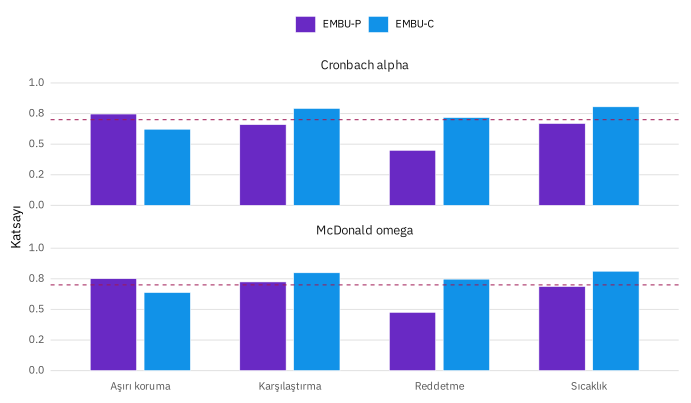 EMBU-P EMBU-C
Cronbach alpha
1.0
0.8
0.5
0.2
0.0
Katsayı
McDonald omega
1.0
0.8
0.5
0.2
0.0
Aşırı koruma Karşılaştırma Reddetme Sıcaklık